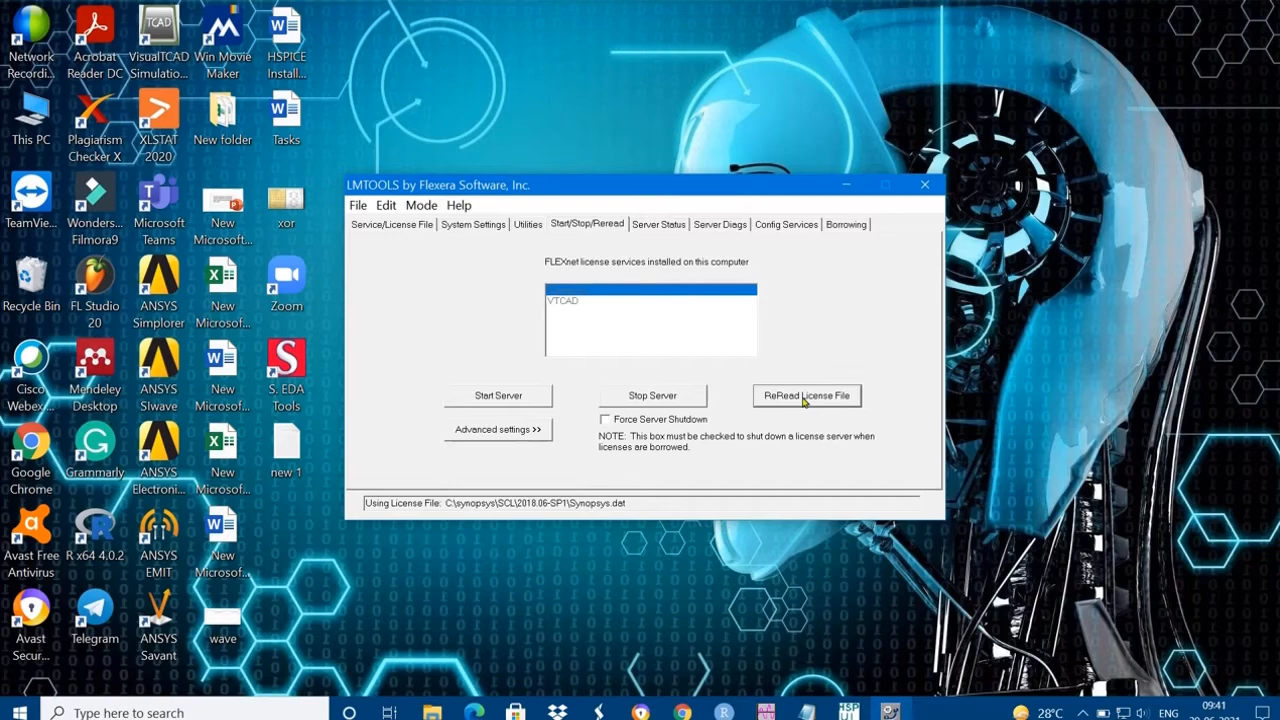 Network
Recordi...
Acrobat
Reader DC
TCAD
VisualTCAD
Simulatio...
Win Movie
Maker
HSPICE
Install...
This PC
Plagiarism
Checker X
XLSTAT
2020
New folder
Tasks
TeamView...
Wonders...
Filmora9
Microsoft
Teams
New
Microsoft...
xor
Recycle Bin
FL Studio
20
ANSYS
Simplorer
New
Microsof...
Zoom
Cisco
Webex...
Mendeley
Desktop
ANSYS
SIwave
New
Microsof...
S. EDA
Tools
Google
Chrome
Grammarly
ANSYS
Electroni...
New
Microsof...
new 1
Avast Free
Antivirus
R x64 4.0.2
ANSYS
EMIT
New
Microsof...
Avast
Secur...
Telegram
ANSYS
Savant
wave
LMTOOLS by Flexera Software, Inc.
File Edit Mode Help
Service/License File System Settings Utilities Start/Stop/Reread Server Status Server Diags Config Services Borrowing
FLEXnet license services installed on this computer
VTCAD
Start Server Stop Server ReRead License File
Force Server Shutdown
Advanced settings >>
NOTE: This box must be checked to shut down a license server when
licenses are borrowed.
Using License File: C:\synopsys\SCL\2018.06-SP1\Synopsys.dat
Type here to search
28°C
ENG
09:41